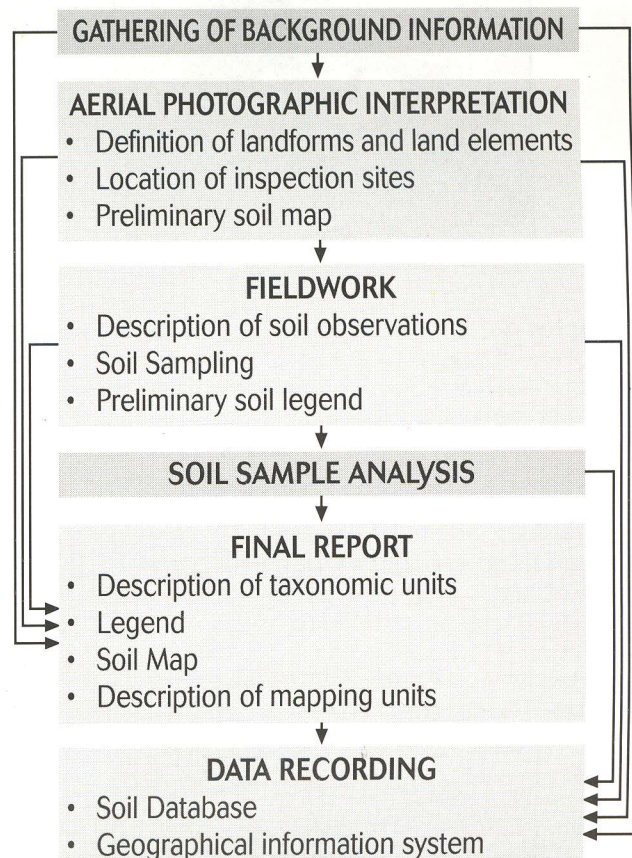 GATHERING OF BACKGROUND INFORMATION
AERIAL PHOTOGRAPHIC INTERPRETATION
• Definition of landforms and land elements
• Location of inspection sites
• Preliminary soil map
FIELDWORK
• Description of soil observations
• Soil Sampling
• Preliminary soil legend
SOIL SAMPLE ANALYSIS
FINAL REPORT
• Description of taxonomic units
• Legend
• Soil Map
• Description of mapping units
DATA RECORDING
• Soil Database
• Geographical information system